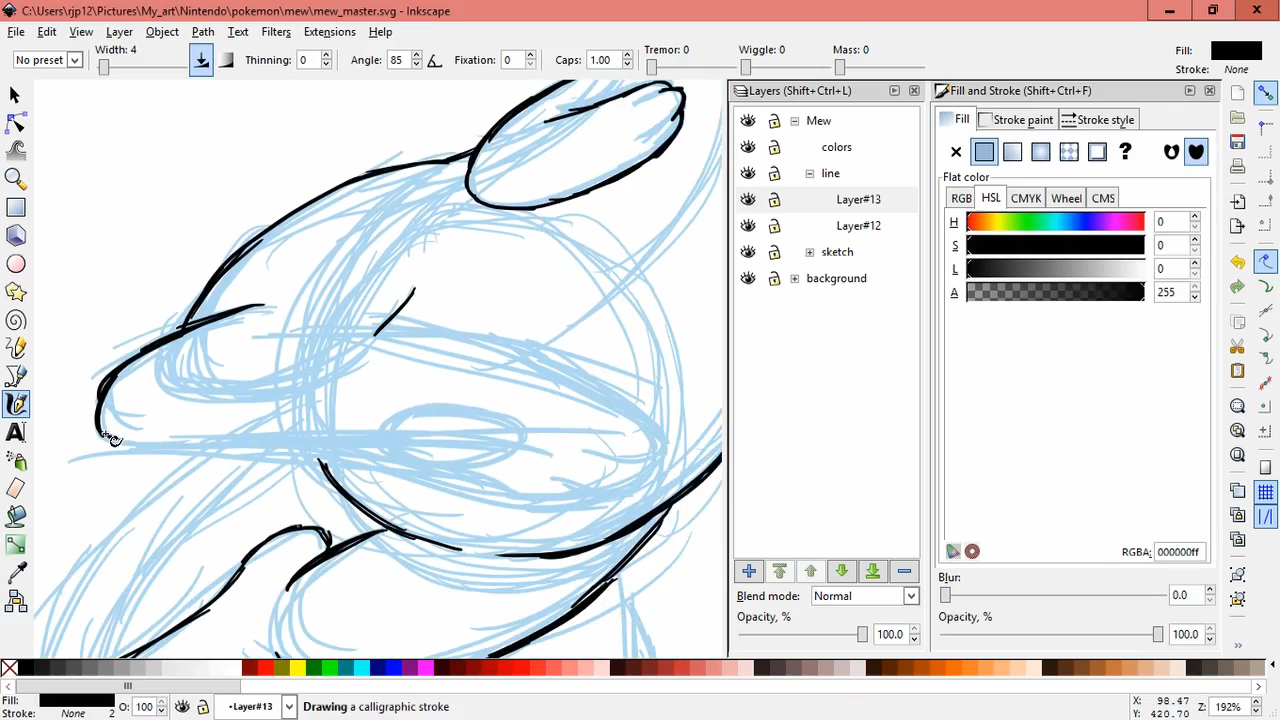 C:\Users\rjp12\Pictures\My_art\Nintendo\pokemon\mew\mew_master.svg - Inkscape
File Edit View Layer Object Path Text Filters Extensions Help
No preset Width: 4 Thinning: 0 Angle: 85 Fixation: 0 Caps: 1.00 Tremor: 0 Wiggle: 0 Mass: 0 Fill: Stroke: None
Layers (Shift+Ctrl+L)
Mew
colors
line
Layer#13
Layer#12
sketch
background
Blend mode: Normal
Opacity, % 100.0
Fill and Stroke (Shift+Ctrl+F)
Fill Stroke paint Stroke style
?
Flat color
RGB HSL CMYK Wheel CMS
H 0
S 0
L 0
A 255
RGBA: 000000ff
Blur:
0.0
Opacity, %
100.0
A
Fill: Stroke: None 2 O: 100 •Layer#13 Drawing a calligraphic stroke X: 98.47 Y: 420.70 Z: 192%